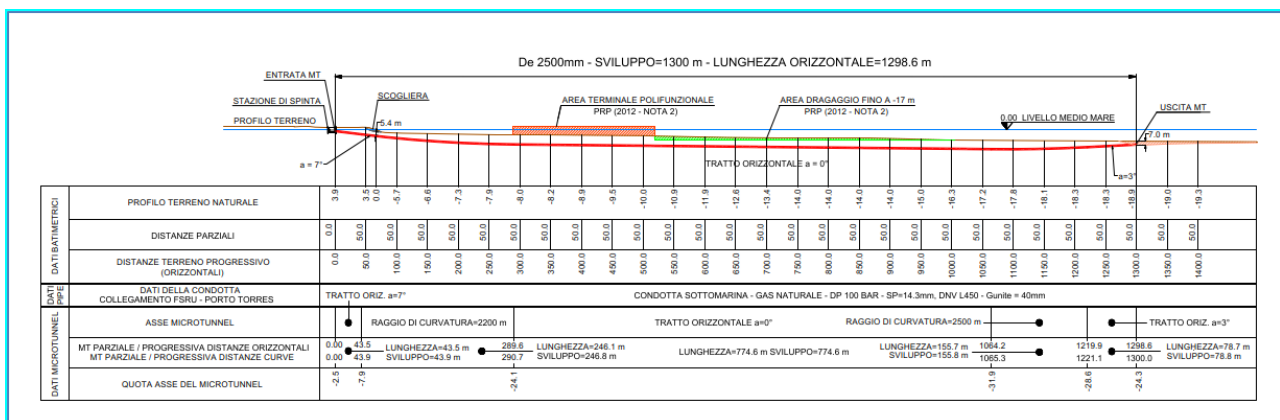 De 2500mm - SVILUPPO=1300 m - LUNGHEZZA ORIZZONTALE=1298.6 m
ENTRATA MT
STAZIONE DI SPINTA
PROFILO TERRENO
SCOGLIERA
5.4 m
a = 7°
AREA TERMINALE POLIFUNZIONALE
PRP (2012 - NOTA 2)
AREA DRAGAGGIO FINO A -17 m
PRP (2012 - NOTA 2)
0.00 LIVELLO MEDIO MARE
USCITA MT
7.0 m
TRATTO ORIZZONTALE a = 0°
a=3°
DATI BATIMETRICI
PROFILO TERRENO NATURALE
3.9 3.5 0.0 -5.7 -6.6 -7.3 -7.9 -8.0 -8.2 -8.9 -9.5 -10.0 -10.9 -11.9 -12.6 -13.4 -14.0 -14.0 -14.0 -15.0 -16.3 -17.2 -17.8 -18.1 -18.3 -18.3 -18.9 -19.0 -19.3
DISTANZE PARZIALI
0.0 50.0 50.0 50.0 50.0 50.0 50.0 50.0 50.0 50.0 50.0 50.0 50.0 50.0 50.0 50.0 50.0 50.0 50.0 50.0 50.0 50.0 50.0 50.0 50.0 50.0 50.0 50.0
DISTANZE TERRENO PROGRESSIVO
(ORIZZONTALI)
0.0 50.0 100.0 150.0 200.0 250.0 300.0 350.0 400.0 450.0 500.0 550.0 600.0 650.0 700.0 750.0 800.0 850.0 900.0 950.0 1000.0 1050.0 1100.0 1150.0 1200.0 1250.0 1300.0 1350.0 1400.0
DATI PIPE
DATI DELLA CONDOTTA
COLLEGAMENTO FSRU - PORTO TORRES
TRATTO ORIZ. a=7°
CONDOTTA SOTTOMARINA - GAS NATURALE - DP 100 BAR - SP=14.3mm, DNV L450 - Gunite = 40mm
DATI MICROTUNNEL
ASSE MICROTUNNEL
RAGGIO DI CURVATURA=2200 m
TRATTO ORIZZONTALE a=0°
RAGGIO DI CURVATURA=2500 m
TRATTO ORIZ. a=3°
MT PARZIALE / PROGRESSIVA DISTANZE ORIZZONTALI
MT PARZIALE / PROGRESSIVA DISTANCE CURVE
0.00 43.5
0.00 43.9
LUNGHEZZA=43.5 m
SVILUPPO=43.9 m
289.6
290.7
LUNGHEZZA=246.1 m
SVILUPPO=246.8 m
LUNGHEZZA=774.6 m SVILUPPO=774.6 m
LUNGHEZZA=155.7 m
SVILUPPO=155.8 m
1064.2
1065.3
1219.9
1221.1
1298.6
1300.0
LUNGHEZZA=78.7 m
SVILUPPO=78.8 m
QUOTA ASSE DEL MICROTUNNEL
-2.5 -7.9 -24.1 -31.9 -28.6 -24.3